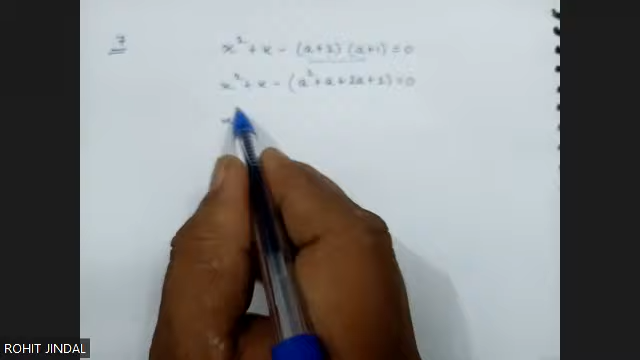 7
x² + x - (a+2) (a+1) = 0
x² + x - (a² + a + 2a + 2) = 0
x
ROHIT JINDAL